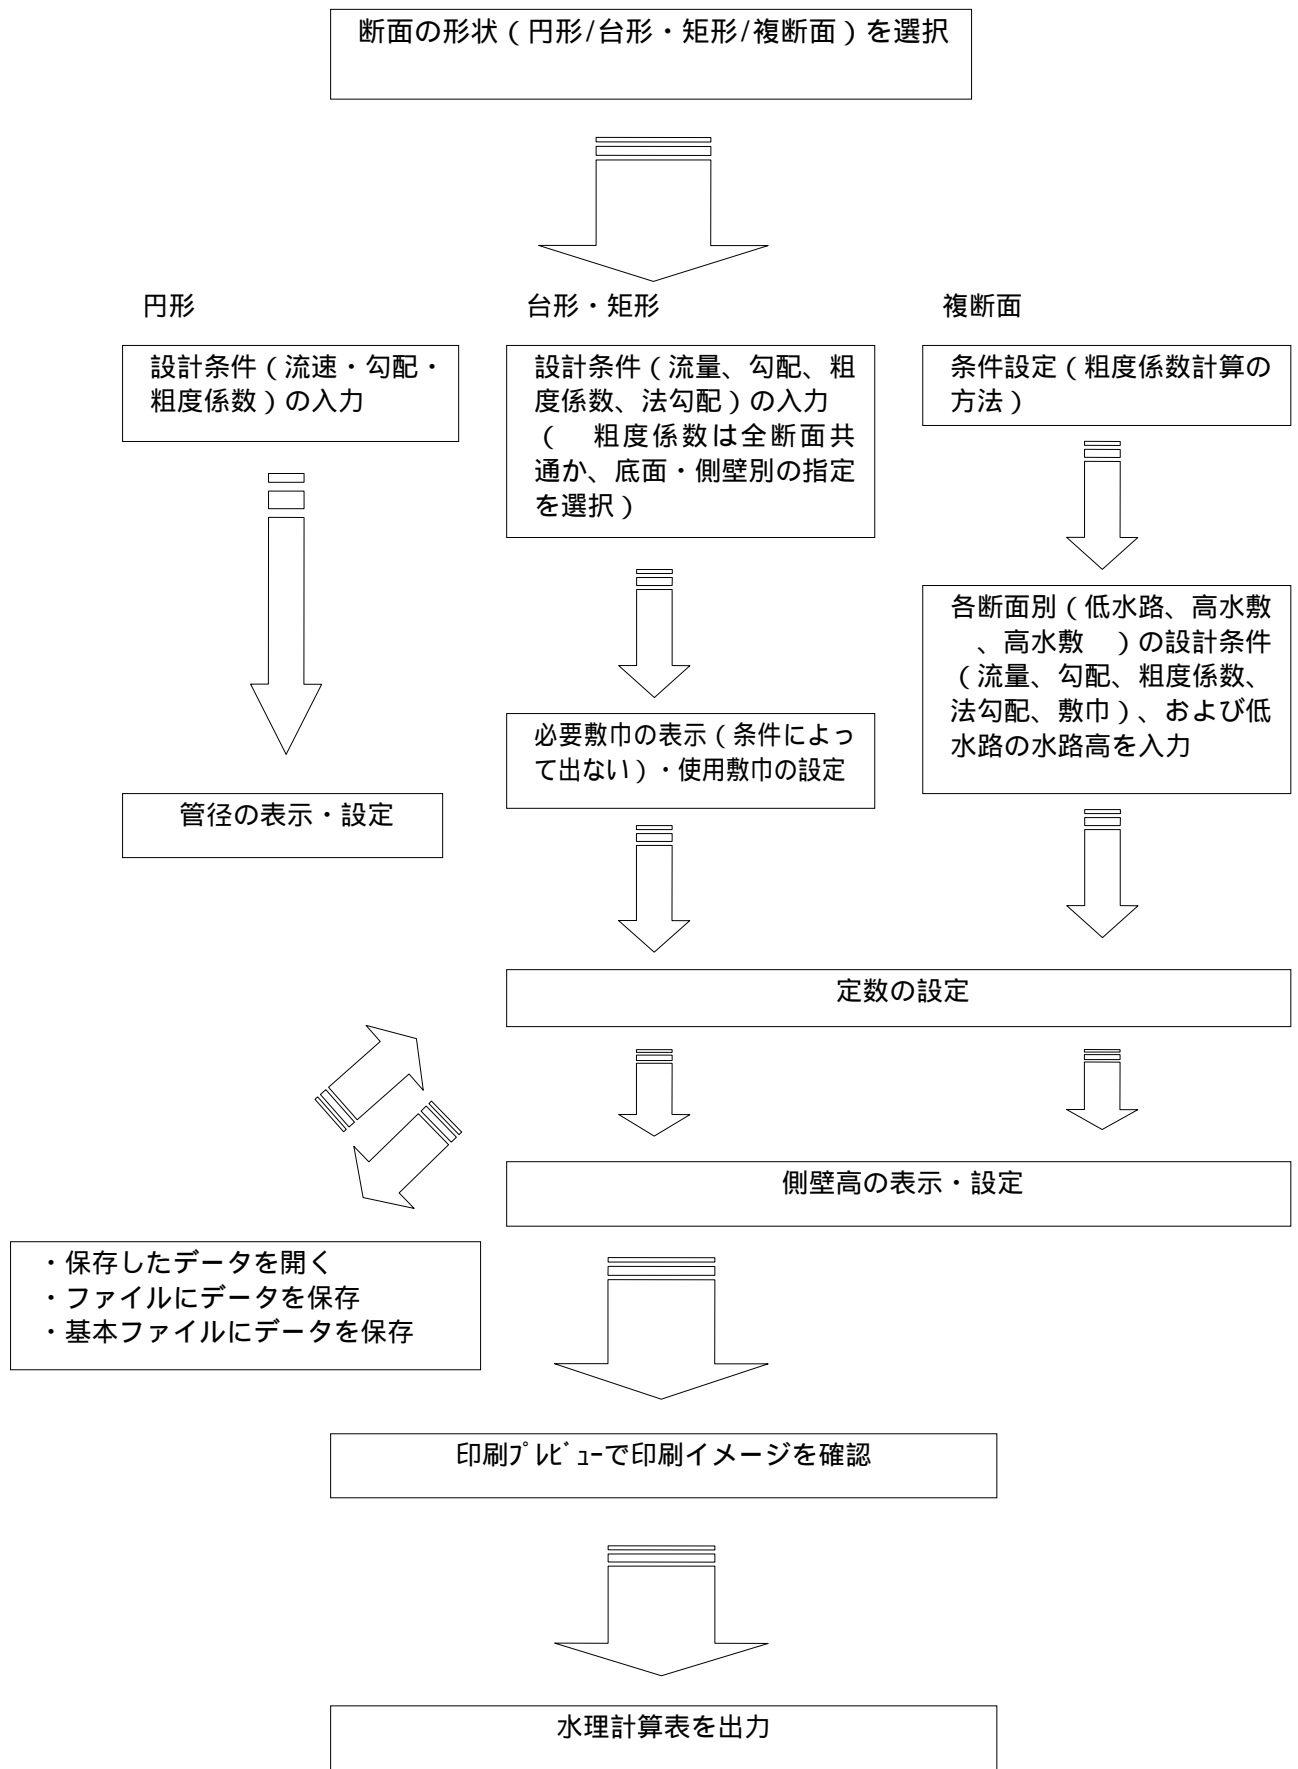 断面の形状（円形/台形・矩形/複断面）を選択
円形
台形・矩形
複断面
設計条件（流速・勾配・
粗度係数）の入力
設計条件（流量、勾配、粗
度係数、法勾配）の入力
（　粗度係数は全断面共
通か、底面・側壁別の指定
を選択）
条件設定（粗度係数計算の
方法）
各断面別（低水路、高水敷
　、高水敷　）の設計条件
（流量、勾配、粗度係数、
法勾配、敷巾）、および低
水路の水路高を入力
必要敷巾の表示（条件によっ
て出ない）・使用敷巾の設定
管径の表示・設定
定数の設定
側壁高の表示・設定
・保存したデータを開く
・ファイルにデータを保存
・基本ファイルにデータを保存
印刷ﾌﾟﾚﾋﾞｭｰで印刷イメージを確認
水理計算表を出力